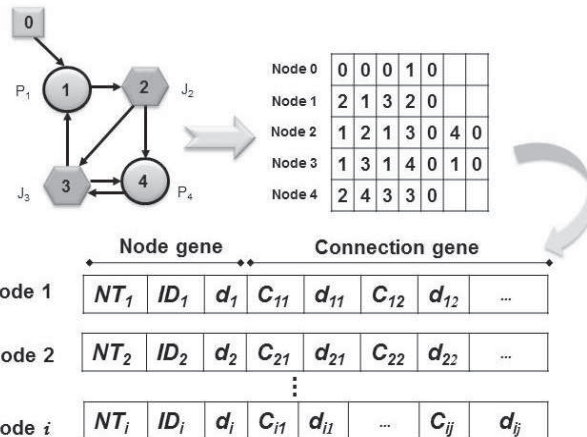 0
P1 1 2 J2
J3 3 4 P4
Node 0 0 0 0 1 0
Node 1 2 1 3 2 0
Node 2 1 2 1 3 0 4 0
Node 3 1 3 1 4 0 1 0
Node 4 2 4 3 3 0
Node gene Connection gene
ode 1 NT1 ID1 d1 C11 d11 C12 d12 ...
ode 2 NT2 ID2 d2 C21 d21 C22 d22 ...
⋮
ode i NTi IDi di Ci1 di1 ... Cij dij